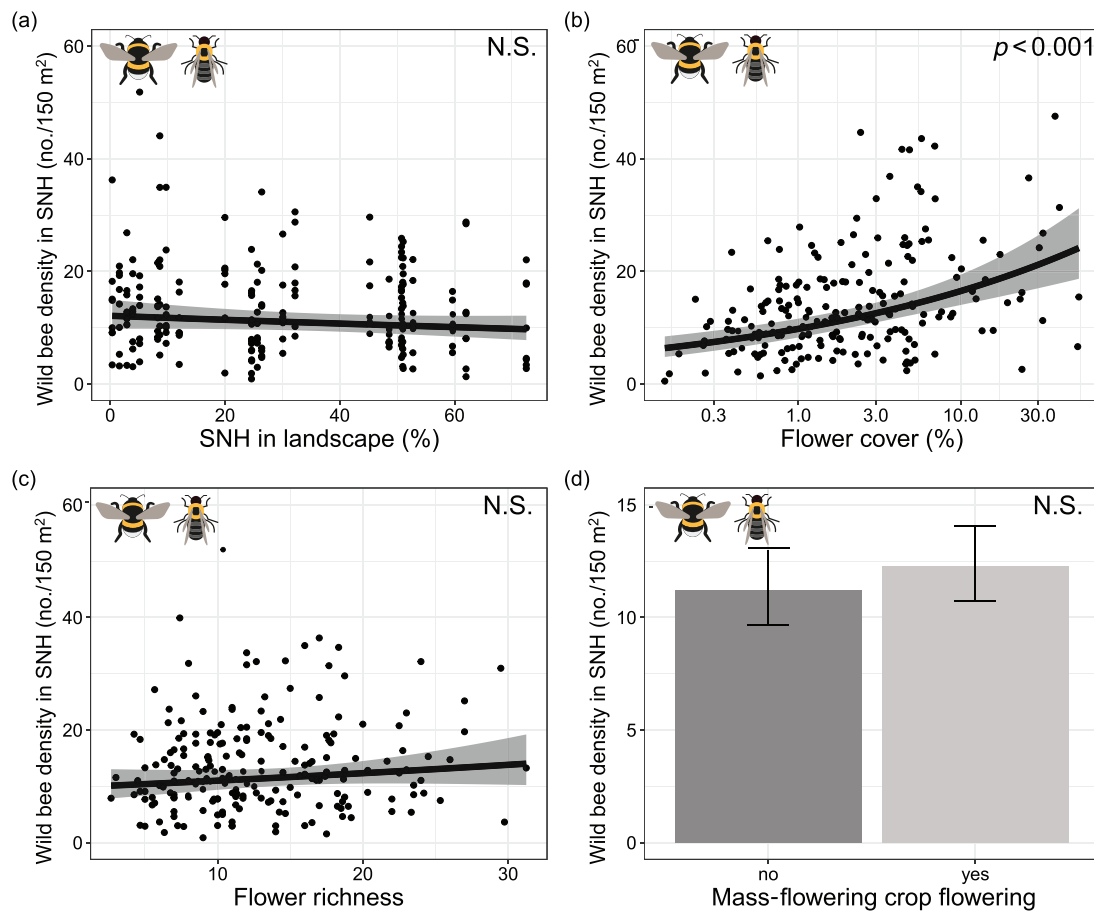 (a)
N.S.
Wild bee density in SNH (no./150 m²)
60
40
20
0
0 20 40 60
SNH in landscape (%)
(b)
p < 0.001
Wild bee density in SNH (no./150 m²)
60
40
20
0
0.3 1.0 3.0 10.0 30.0
Flower cover (%)
(c)
N.S.
Wild bee density in SNH (no./150 m²)
60
40
20
0
10 20 30
Flower richness
(d)
N.S.
Wild bee density in SNH (no./150 m²)
15
10
5
0
no yes
Mass-flowering crop flowering